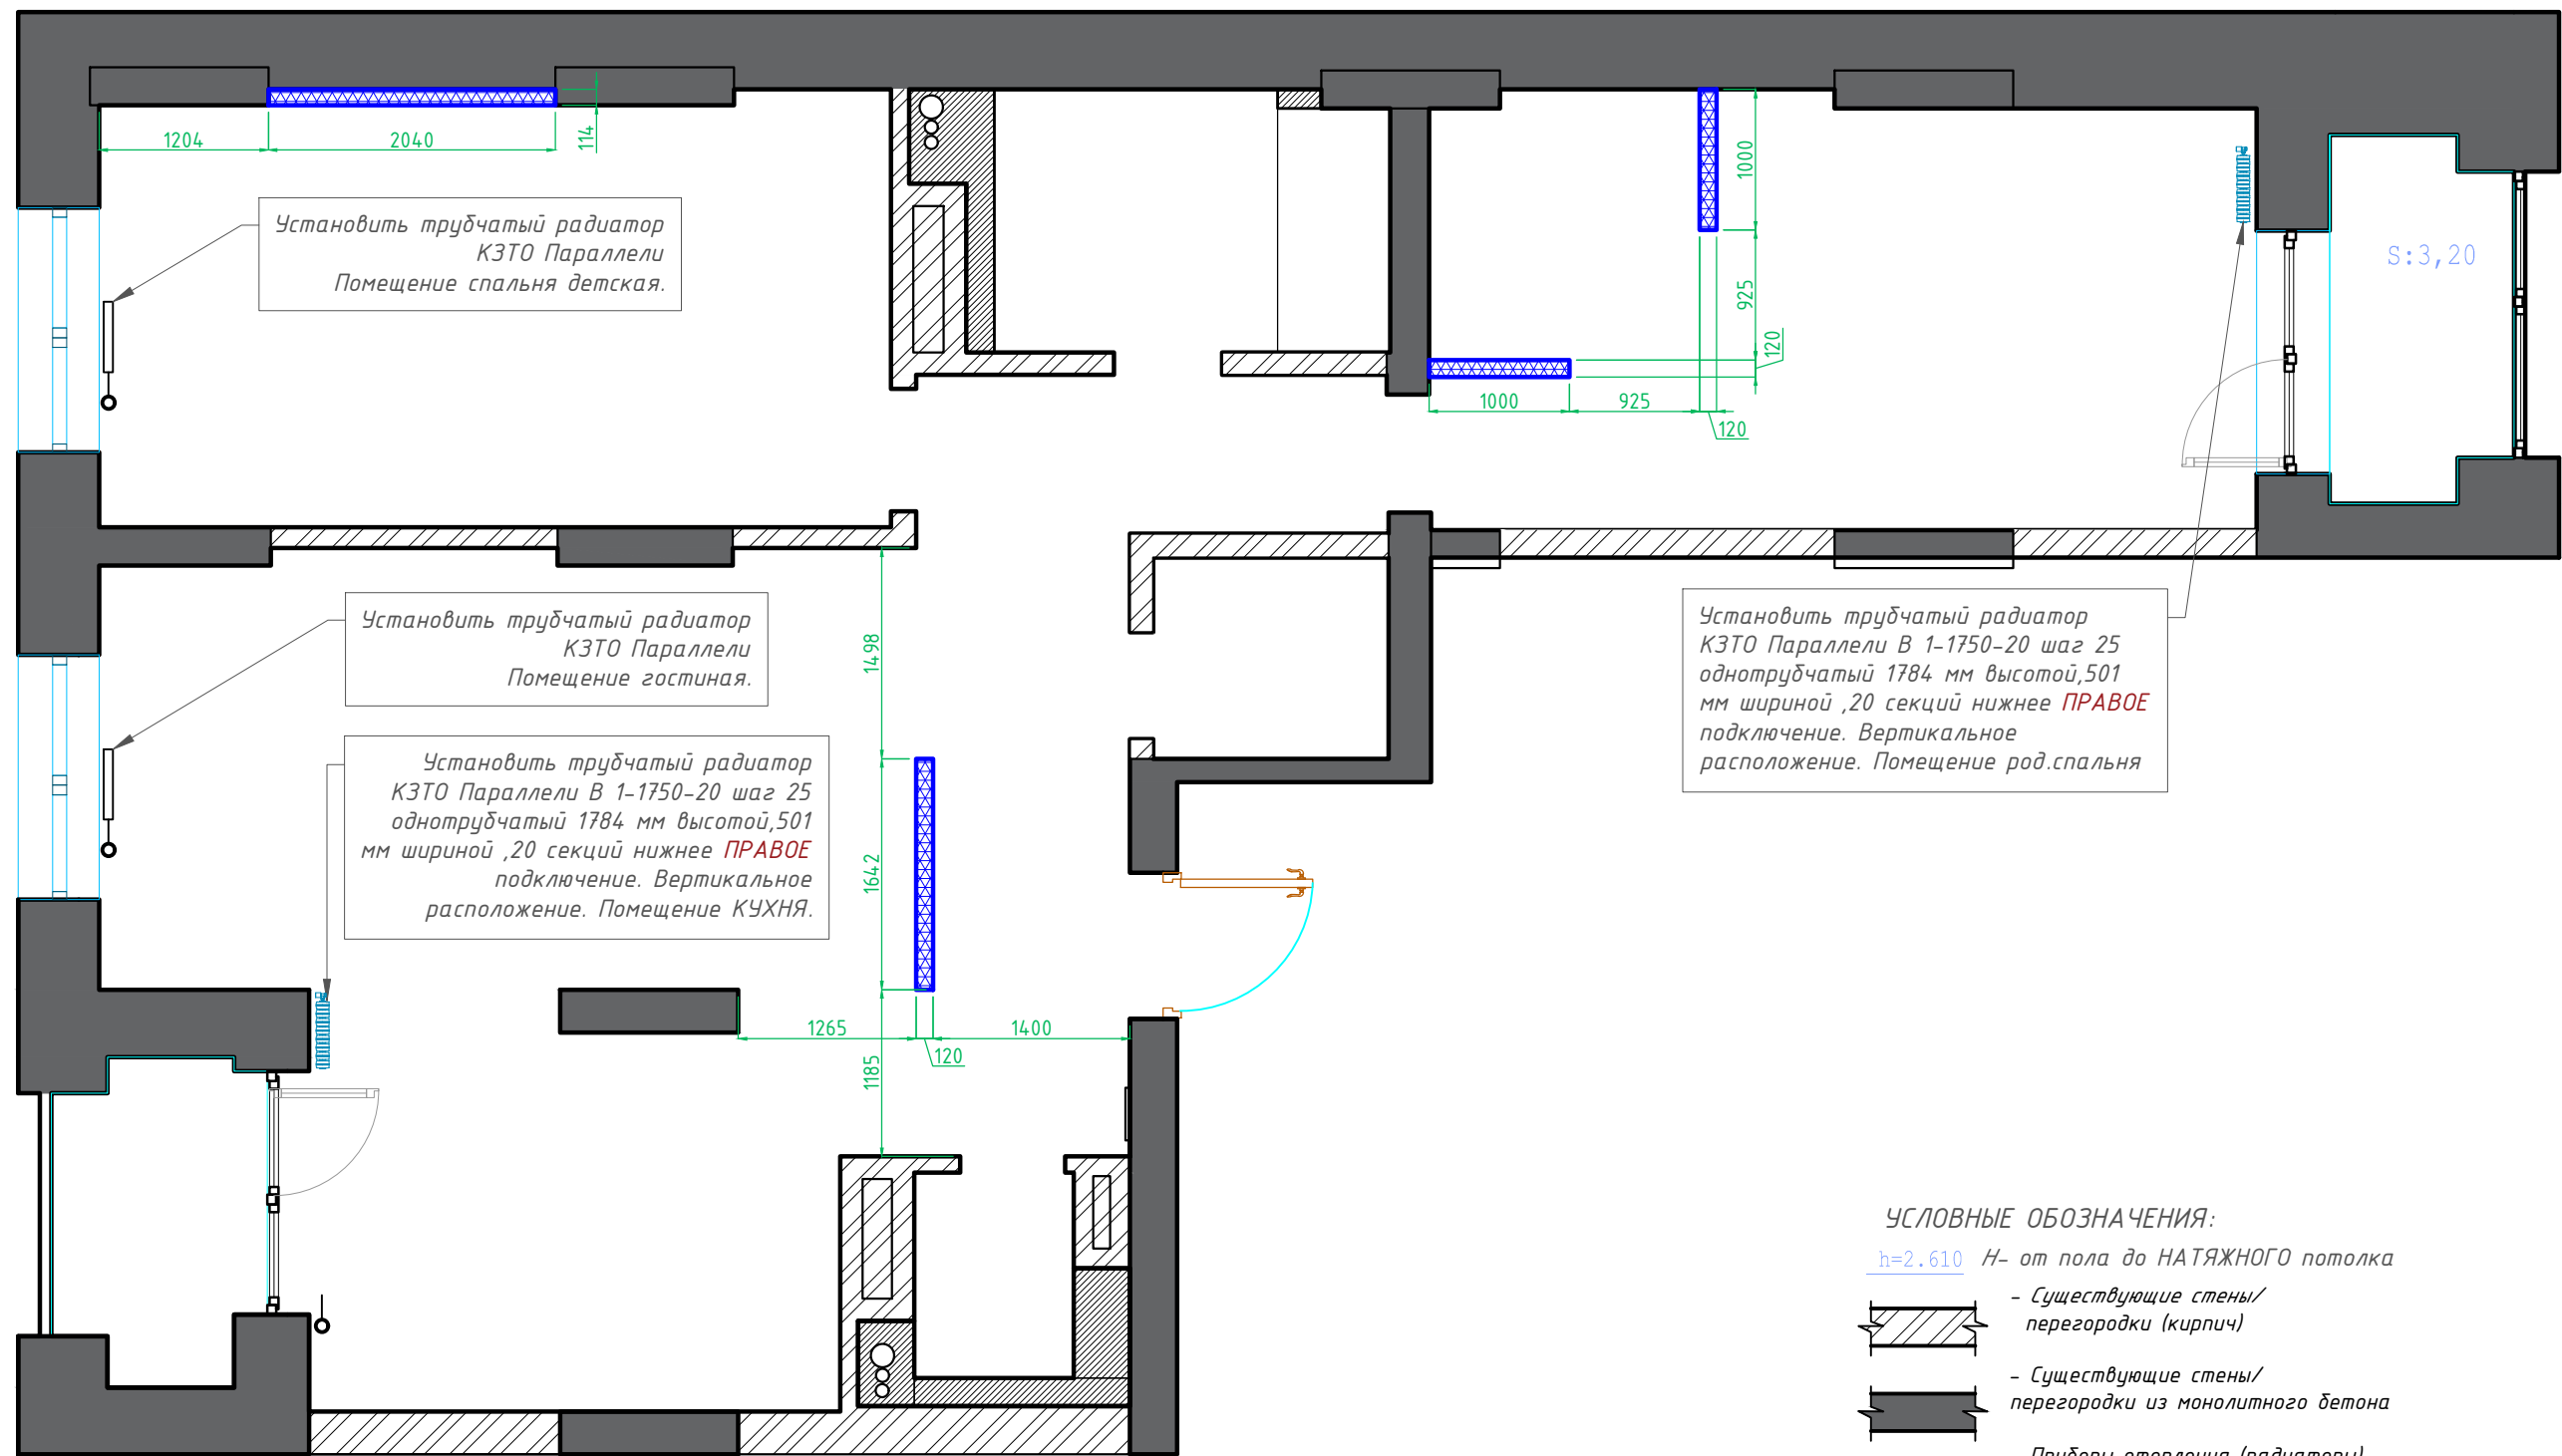 1204
2040
114
Установить трубчатый радиатор
КЗТО Параллели
Помещение спальня детская.
1000
925
120
1000
925
120
S:3,20
Установить трубчатый радиатор
КЗТО Параллели
Помещение гостиная.
1498
Установить трубчатый радиатор
КЗТО Параллели В 1-1750-20 шаг 25
однотрубчатый 1784 мм высотой,501
мм шириной ,20 секций нижнее ПРАВОЕ
подключение. Вертикальное
расположение. Помещение род.спальня
Установить трубчатый радиатор
КЗТО Параллели В 1-1750-20 шаг 25
однотрубчатый 1784 мм высотой,501
мм шириной ,20 секций нижнее ПРАВОЕ
подключение. Вертикальное
расположение. Помещение КУХНЯ.
1642
1265
120
1400
1185
УСЛОВНЫЕ ОБОЗНАЧЕНИЯ:
h=2.610 Н- от пола до НАТЯЖНОГО потолка
- Существующие стены/
перегородки (кирпич)
- Существующие стены/
перегородки из монолитного бетона
Приборы отопления (радиаторы)